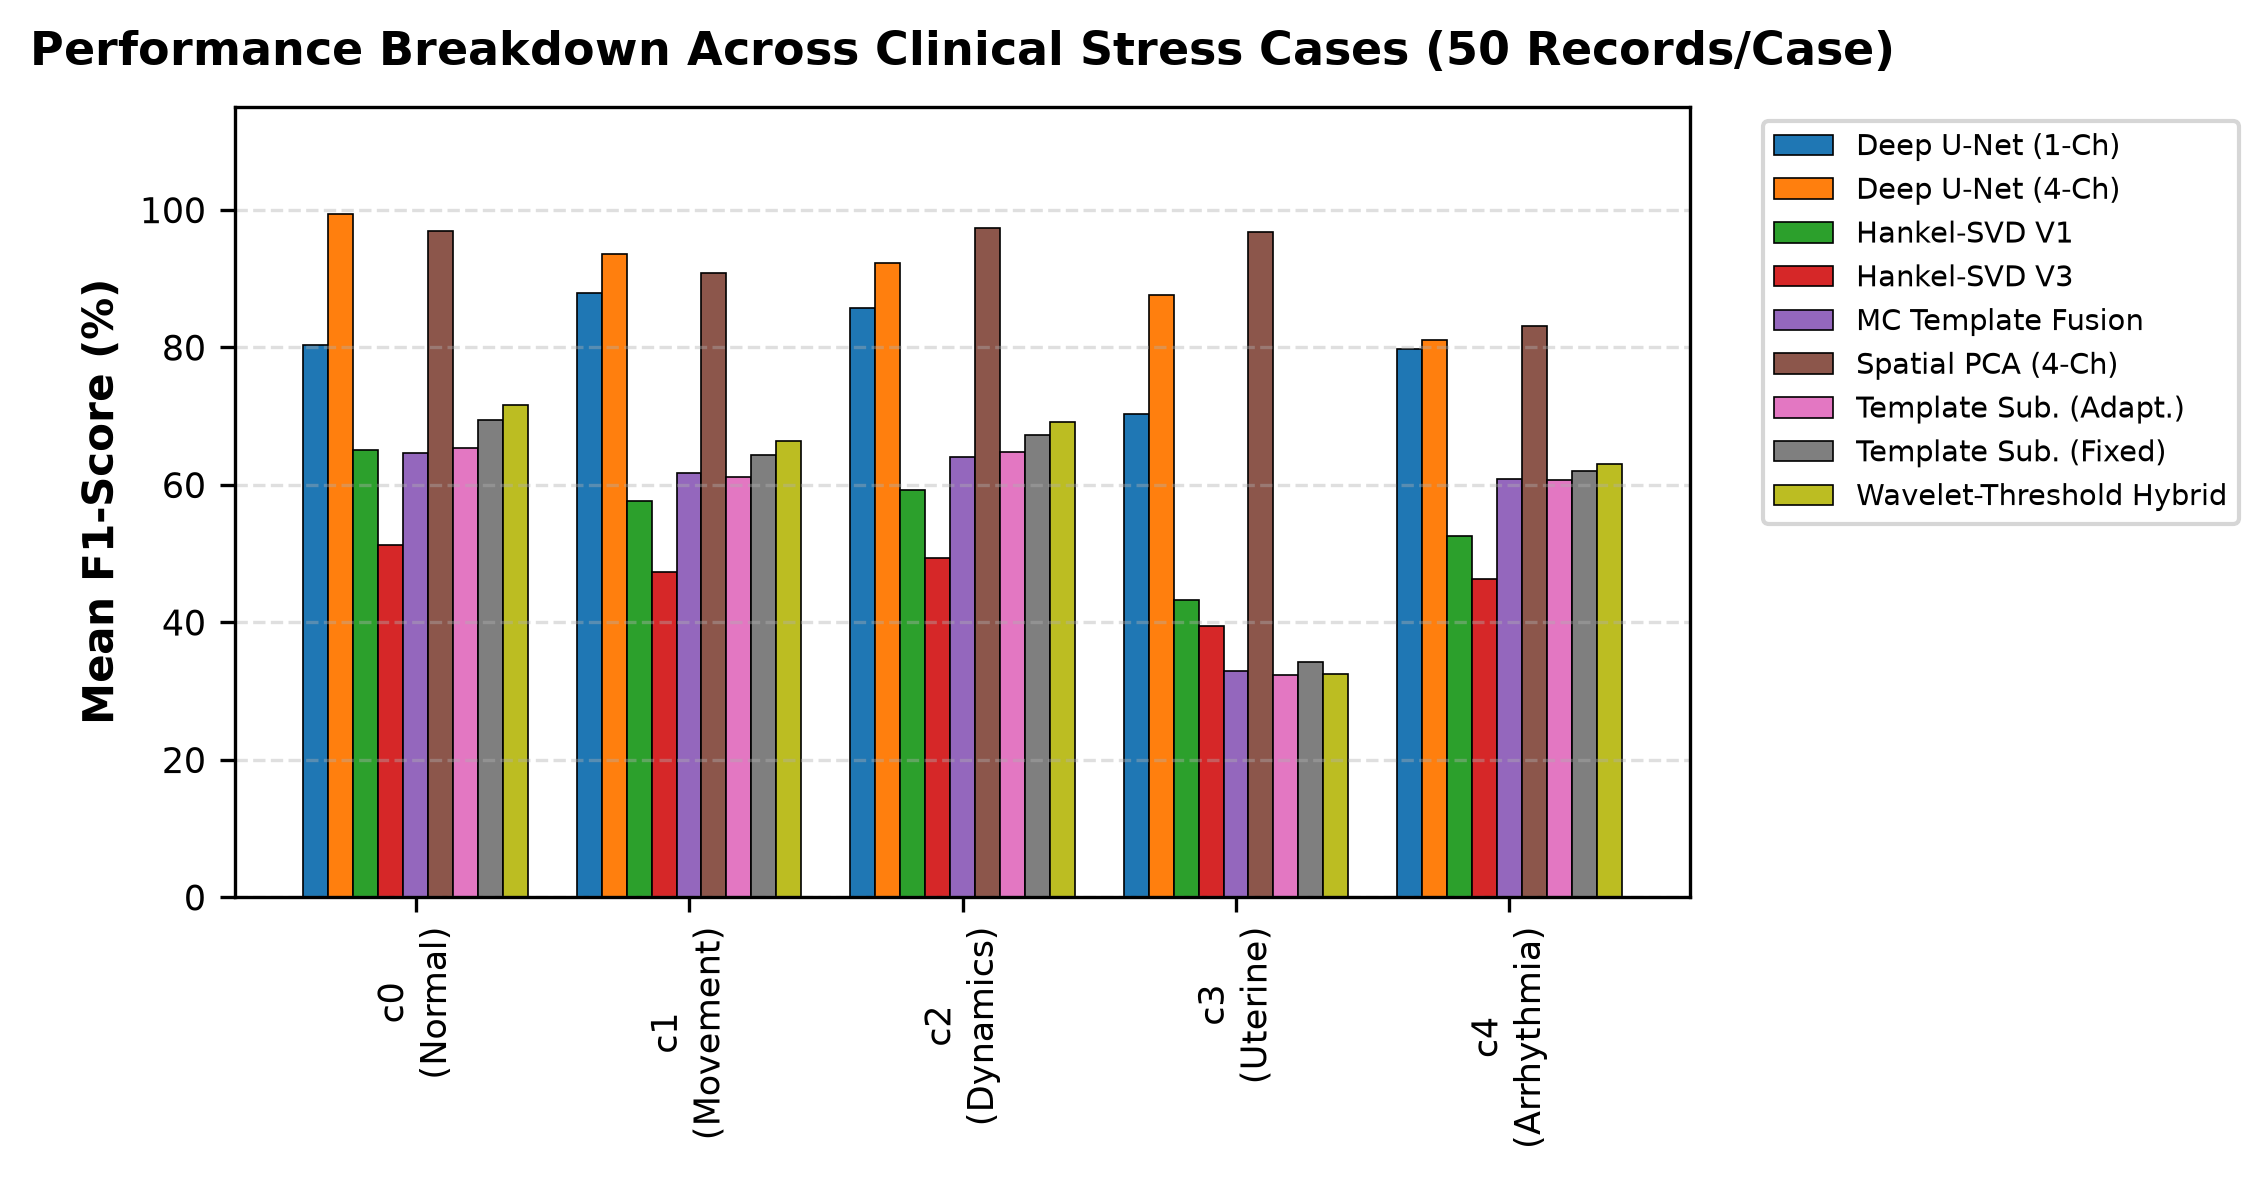 Performance Breakdown Across Clinical Stress Cases (50 Records/Case)
Mean F1-Score (%)
100
80
60
40
20
0
c0
(Normal)
c1
(Movement)
c2
(Dynamics)
c3
(Uterine)
c4
(Arrhythmia)
Deep U-Net (1-Ch)
Deep U-Net (4-Ch)
Hankel-SVD V1
Hankel-SVD V3
MC Template Fusion
Spatial PCA (4-Ch)
Template Sub. (Adapt.)
Template Sub. (Fixed)
Wavelet-Threshold Hybrid